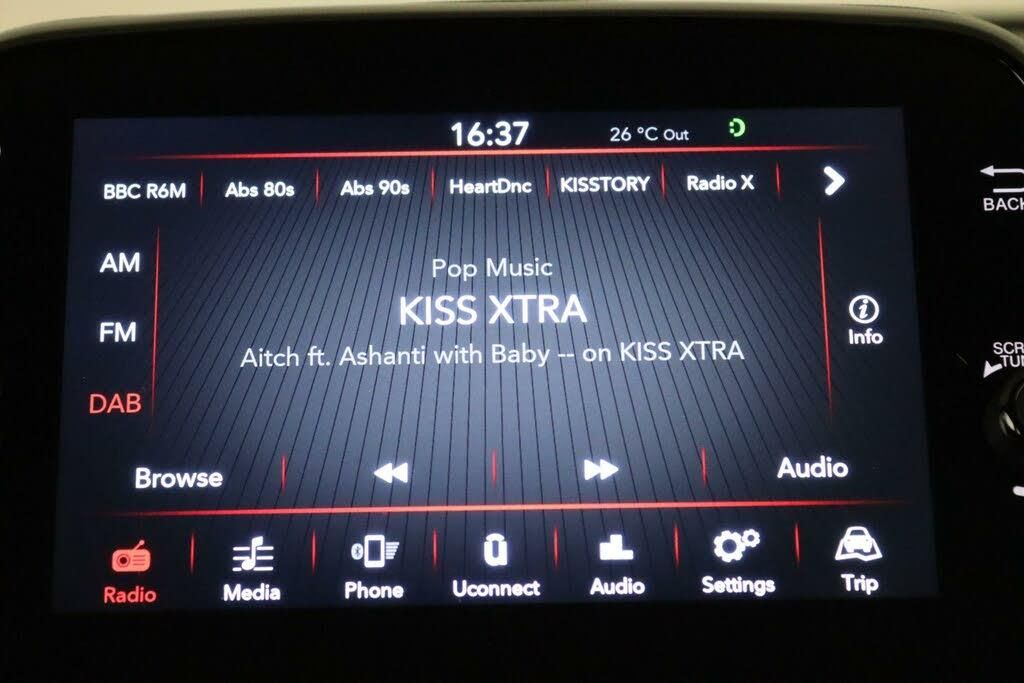 16:37 26 °C Out
BBC R6M Abs 80s Abs 90s HeartDnc KISSTORY Radio X
BACK
AM
Pop Music
KISS XTRA
Info
FM
Aitch ft. Ashanti with Baby -- on KISS XTRA
DAB
Browse Audio
Radio Media Phone Uconnect Audio Settings Trip